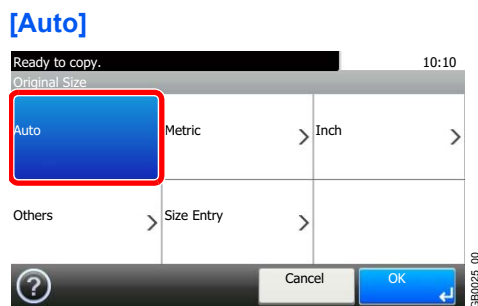 [Auto]
Ready to copy. 10:10
Original Size
Auto Metric Inch
Others Size Entry
? Cancel OK
GB0025_00